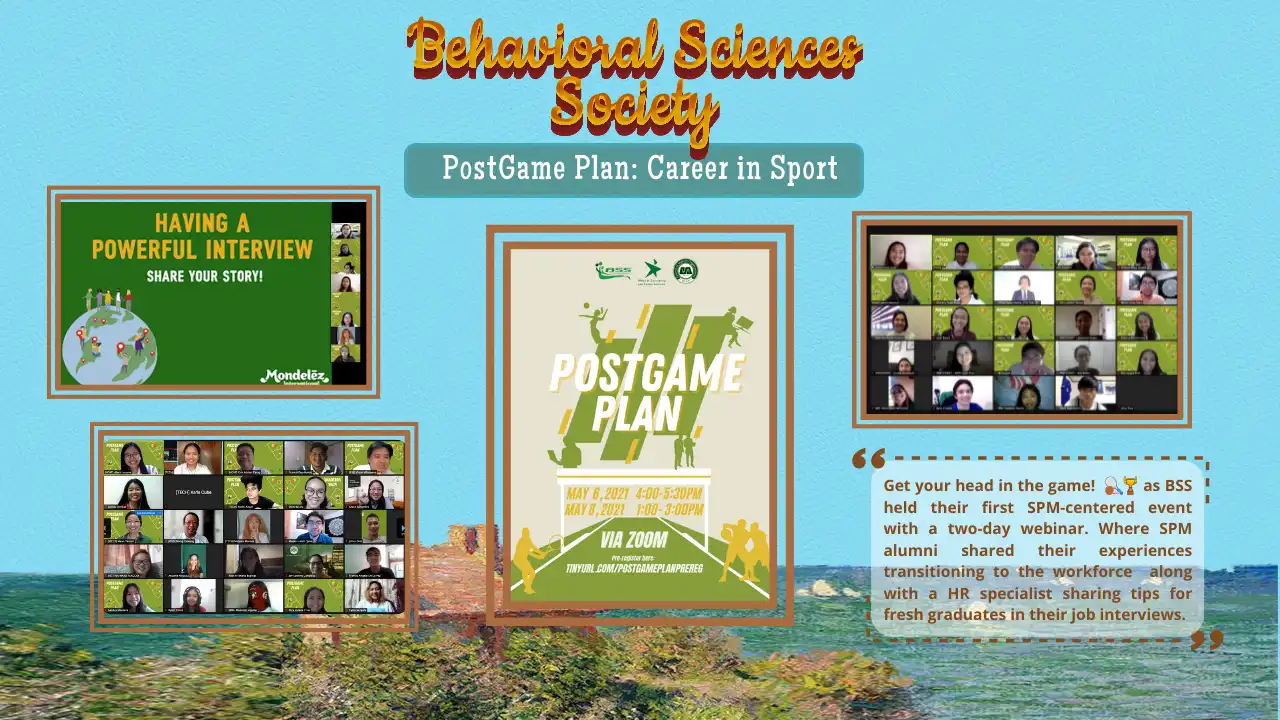 Behavioral Sciences
Society
PostGame Plan: Career in Sport
HAVING A
POWERFUL INTERVIEW
SHARE YOUR STORY!
Mondelēz
International
BSS
POSTGAME
PLAN
MAY 6, 2021 4:00-5:30PM
MAY 8, 2021 1:00-3:00PM
VIA ZOOM
Pre-register here:
TINYURL.COM/POSTGAMEPLANPREREG
Get your head in the game! 🏓🏆 as BSS
held their first SPM-centered event
with a two-day webinar. Where SPM
alumni shared their experiences
transitioning to the workforce along
with a HR specialist sharing tips for
fresh graduates in their job interviews.